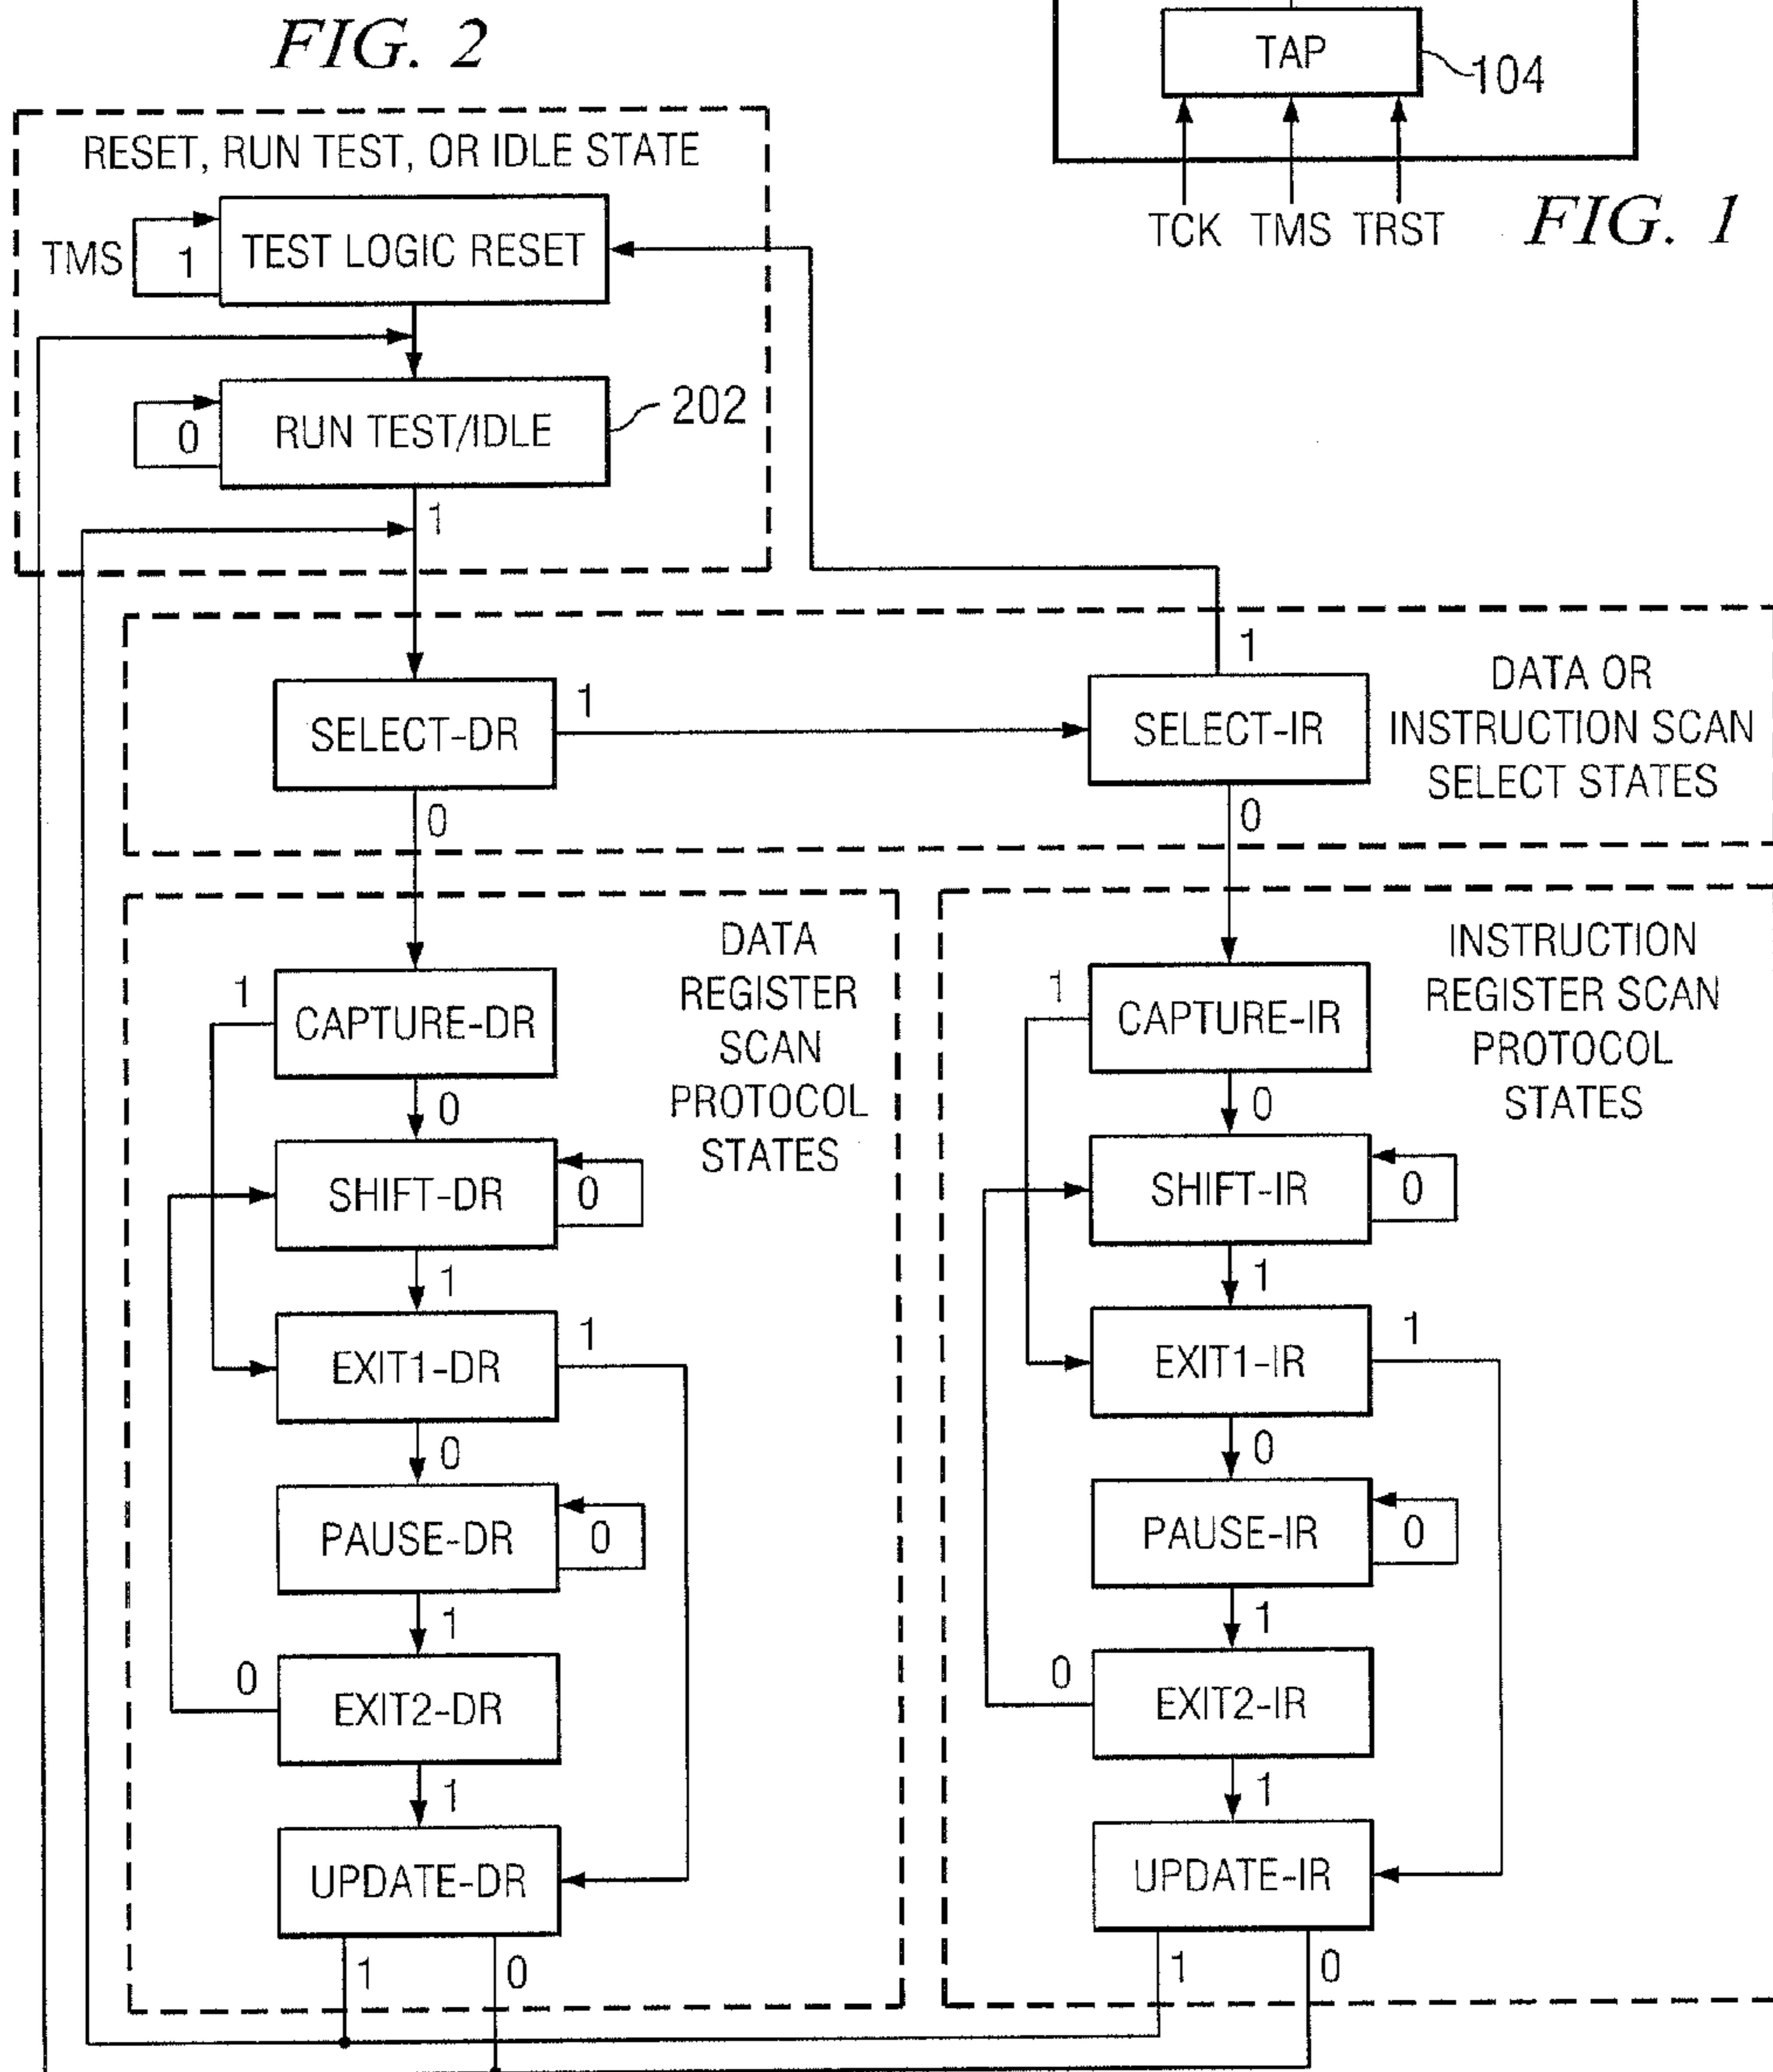 FIG. 2
TAP
104
TCK TMS TRST
FIG. 1
RESET, RUN TEST, OR IDLE STATE
TMS
1
TEST LOGIC RESET
0
RUN TEST/IDLE
202
1
SELECT-DR
1
1
SELECT-IR
DATA OR
INSTRUCTION SCAN
SELECT STATES
0
0
DATA
REGISTER
SCAN
PROTOCOL
STATES
1
CAPTURE-DR
0
SHIFT-DR
0
1
EXIT1-DR
1
0
PAUSE-DR
0
1
0
EXIT2-DR
1
UPDATE-DR
1
0
INSTRUCTION
REGISTER SCAN
PROTOCOL
STATES
1
CAPTURE-IR
0
SHIFT-IR
0
1
EXIT1-IR
1
0
PAUSE-IR
0
1
0
EXIT2-IR
1
UPDATE-IR
1
0